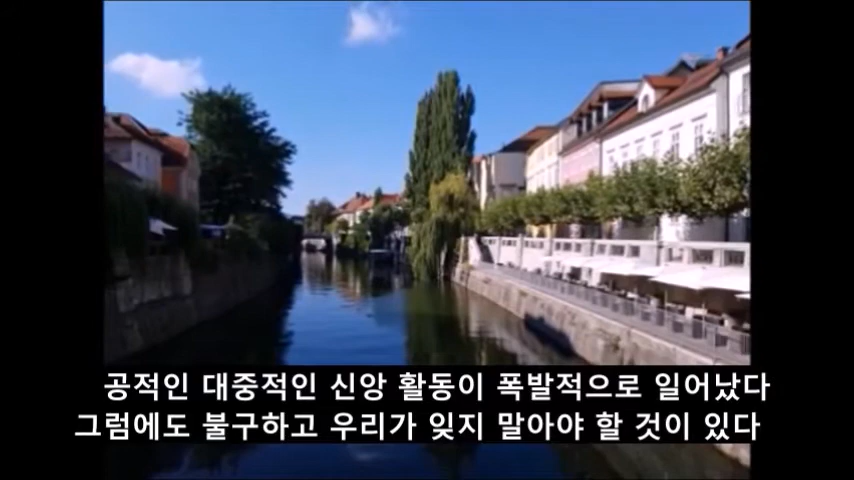 공적인 대중적인 신앙 활동이 폭발적으로 일어났다
그럼에도 불구하고 우리가 잊지 말아야 할 것이 있다